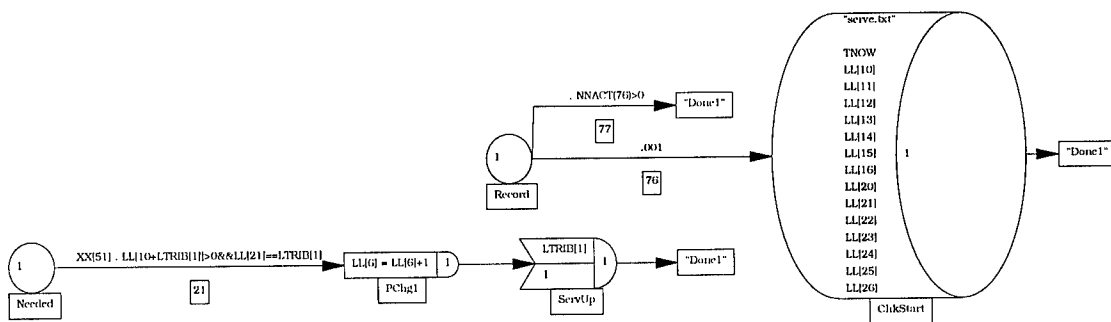 "serve.txt"
TNOW
LL[10]
LL[11]
LL[12]
LL[13]
LL[14]
LL[15]
LL[16]
LL[20]
LL[21]
LL[22]
LL[23]
LL[24]
LL[25]
LL[26]
1
ChkStart
"Done1"
, NNACT(76)>0
77
"Done1"
1
.001
76
Record
1
XX[51] , LL[10+LTRIB[1]]>0&&LL[21]==LTRIB[1]
21
Needed
LL[6] = LL[6]+1
1
PChg1
LTRIB[1]
1
1
ServUp
"Done1"